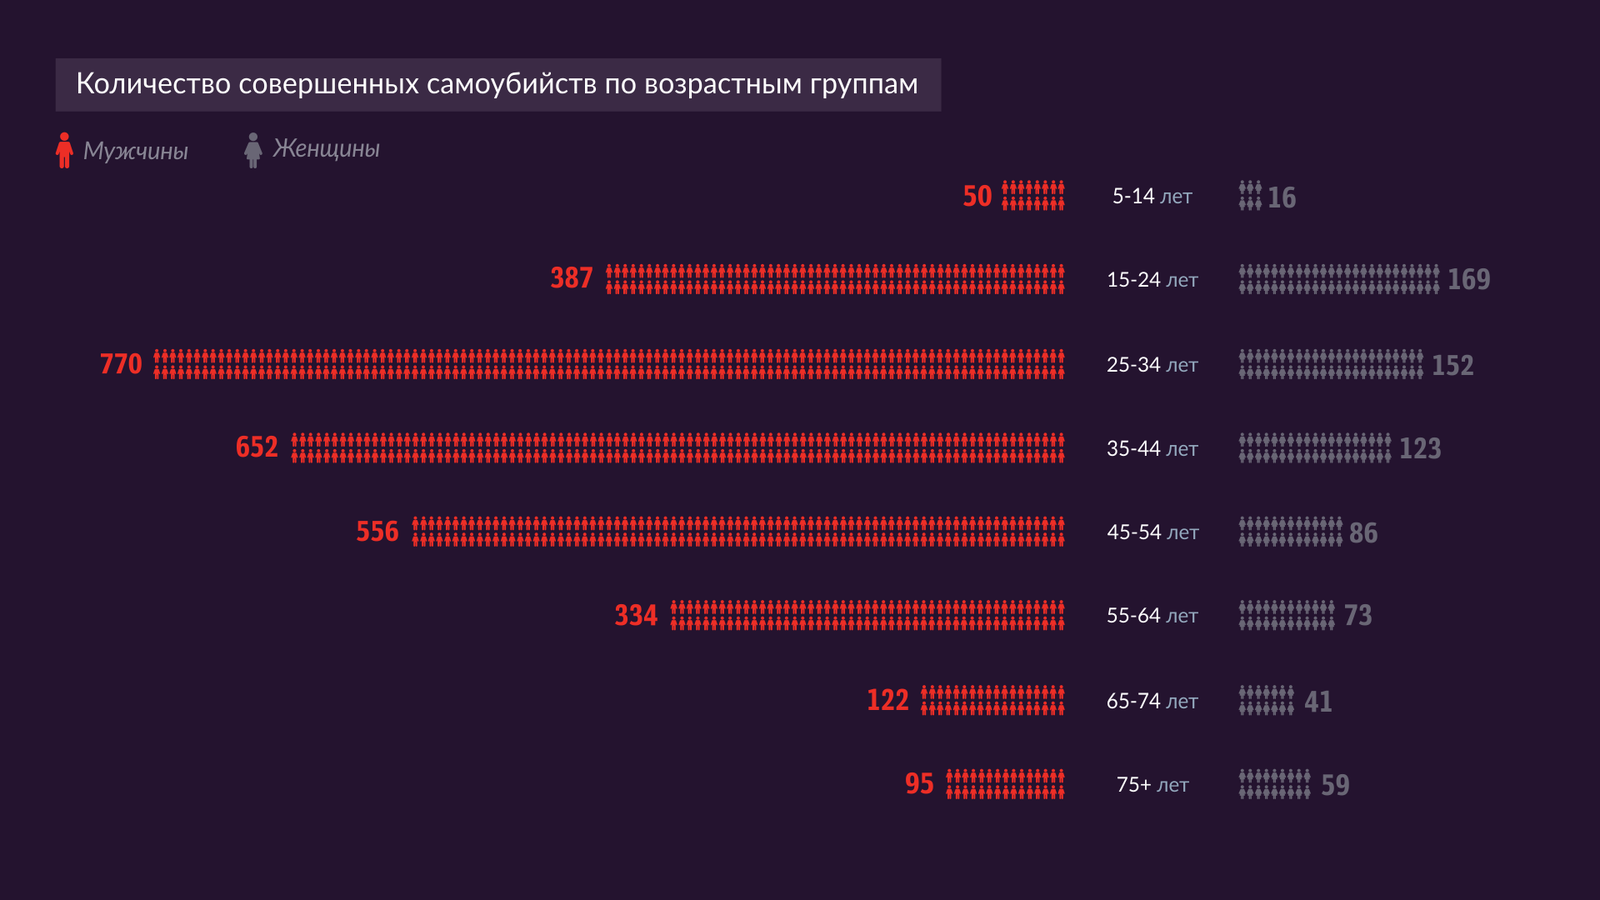 Количество совершенных самоубийств по возрастным группам
Мужчины Женщины
50 5-14 лет 16
387 15-24 лет 169
770 25-34 лет 152
652 35-44 лет 123
556 45-54 лет 86
334 55-64 лет 73
122 65-74 лет 41
95 75+ лет 59